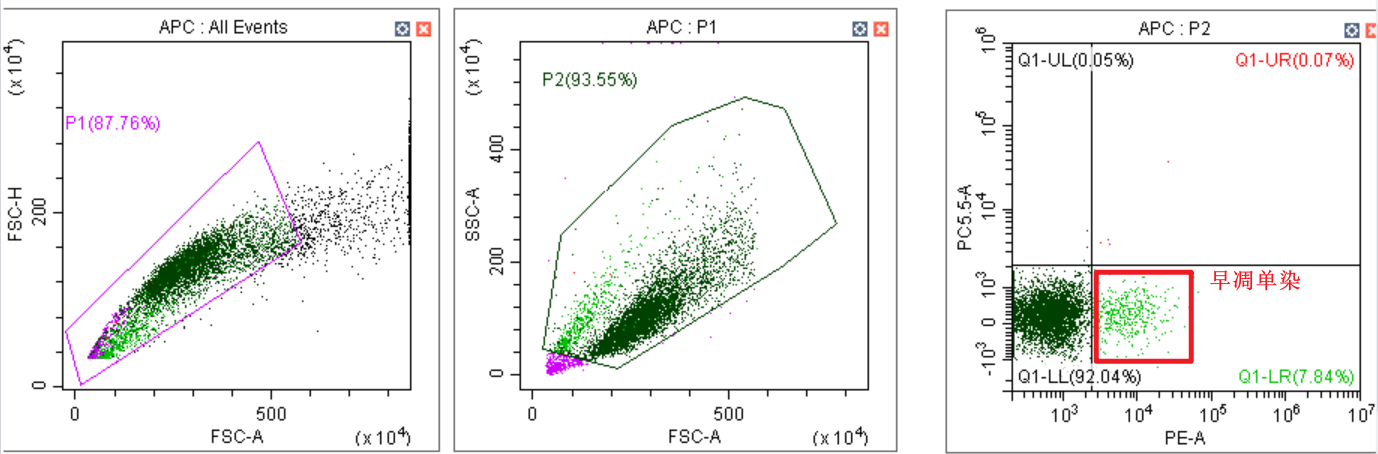 APC : All Events
(x 10⁴)
P1(87.76%)
FSC-H
200
0
0
500
FSC-A
(x 10⁴)
APC : P1
(x 10⁴)
P2(93.55%)
SSC-A
400
200
0
0
500
FSC-A
(x 10⁴)
APC : P2
Q1-UL(0.05%)
Q1-UR(0.07%)
10⁶
10⁵
10⁴
10³
0
-10³
PC5.5-A
早凋单染
Q1-LL(92.04%)
Q1-LR(7.84%)
10³
10⁴
10⁵
10⁶
10⁷
PE-A